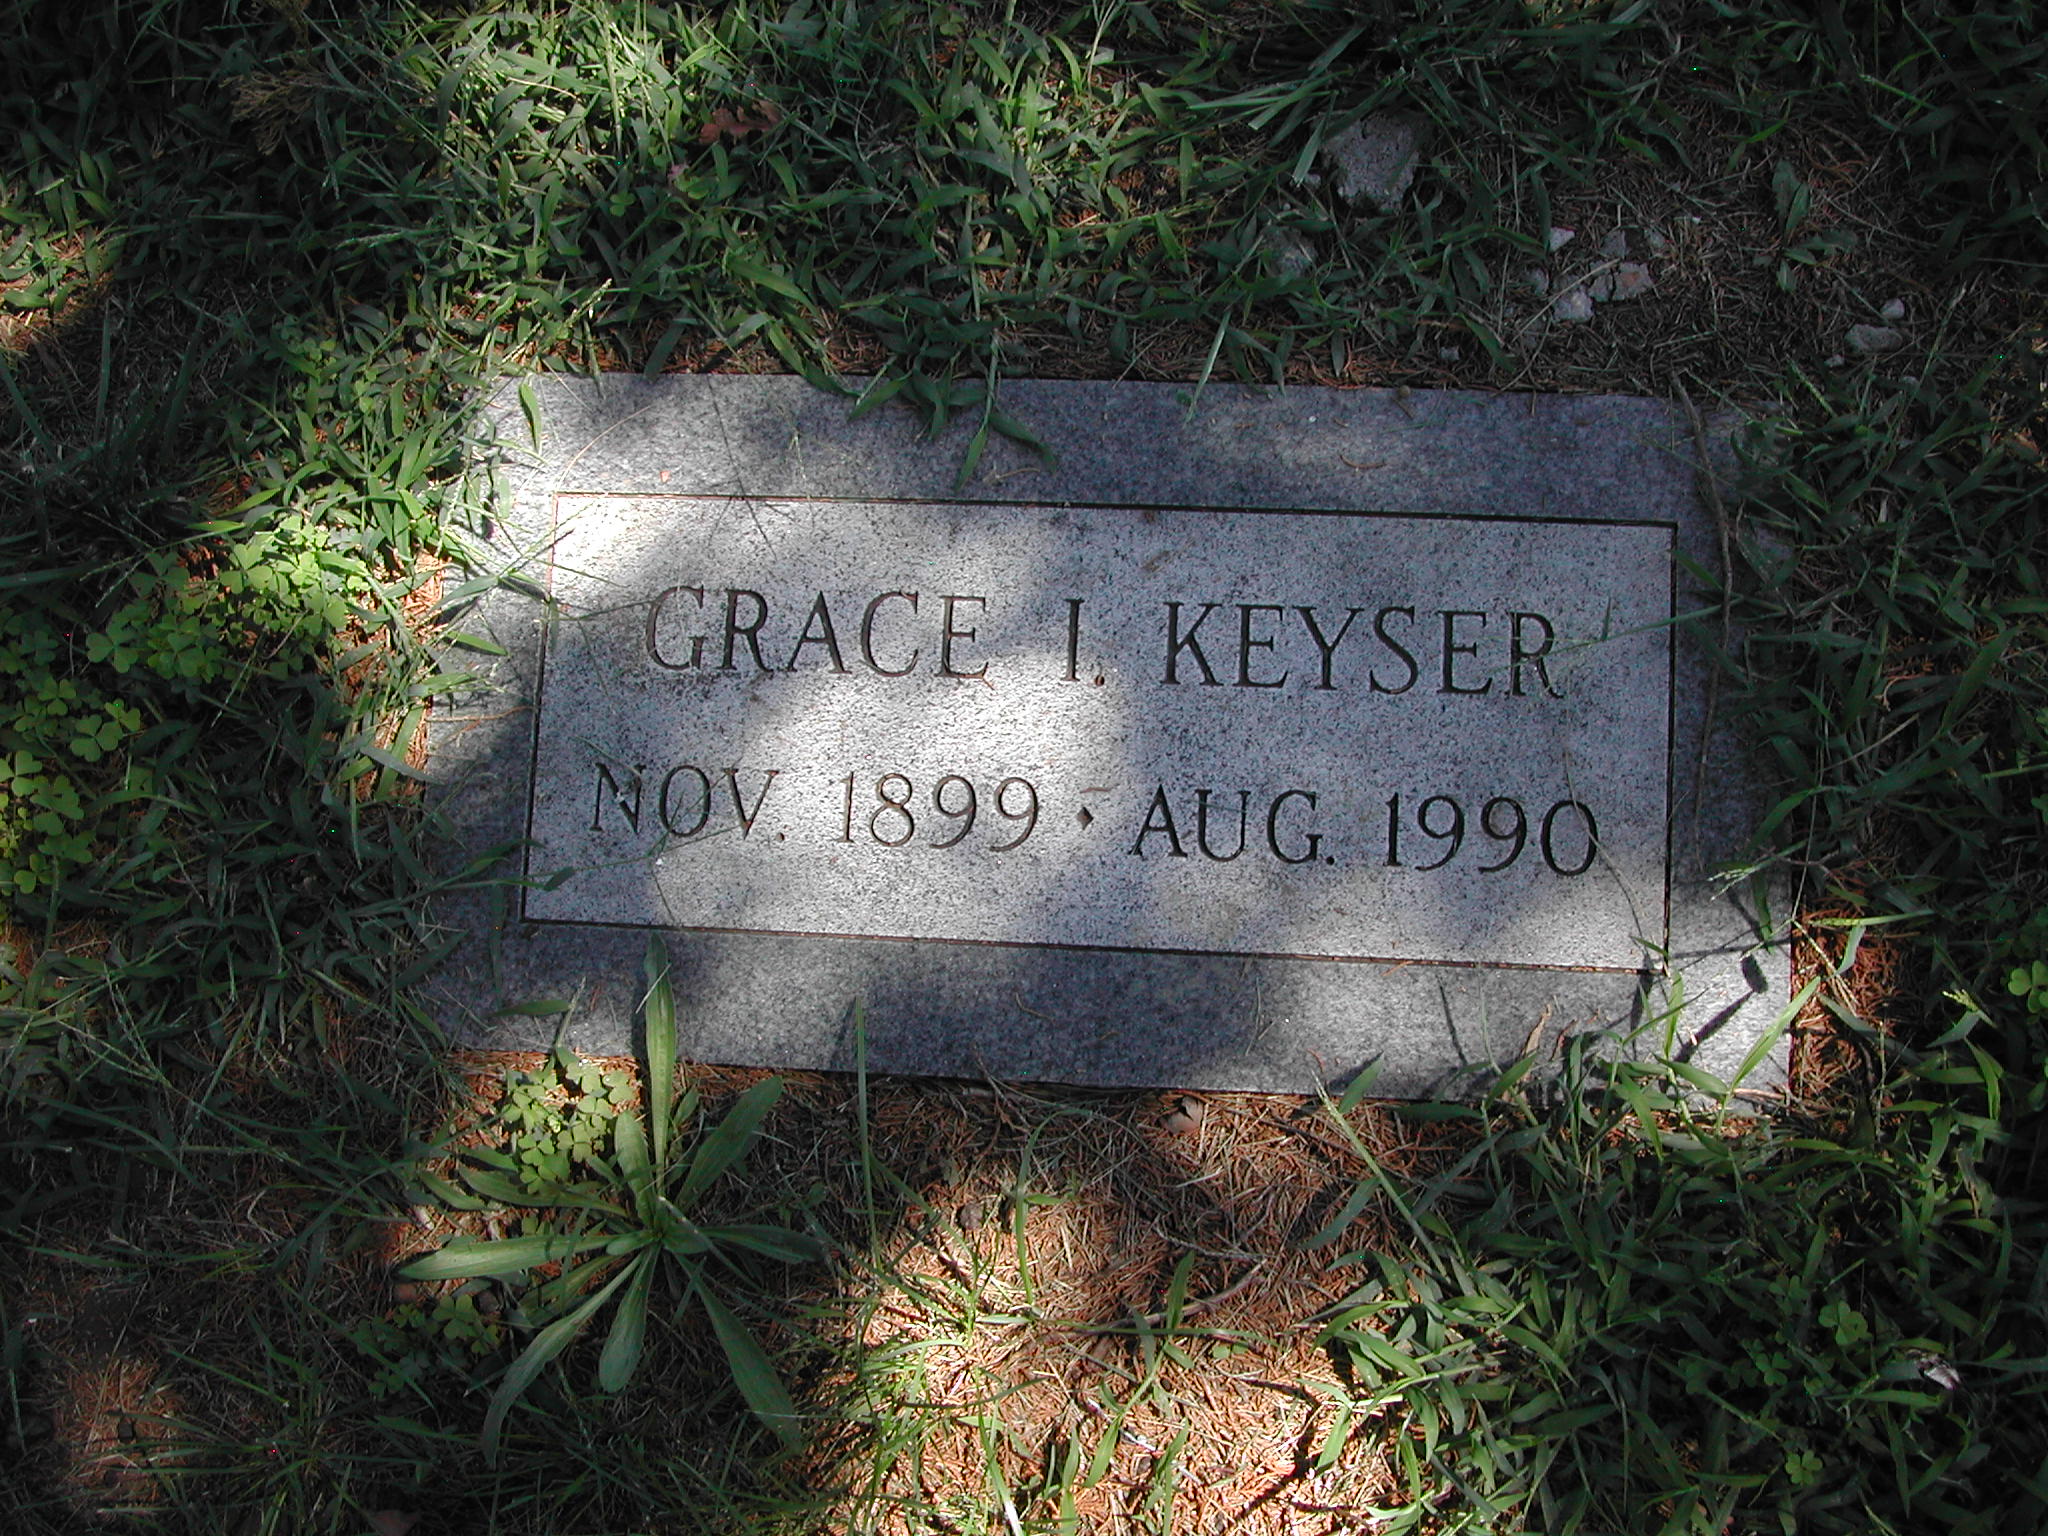 GRACE I. KEYSER
NOV. 1899 · AUG. 1990